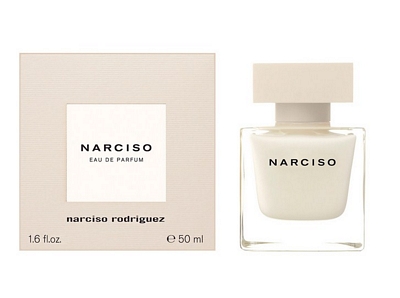 NARCISO
EAU DE PARFUM
narciso rodriguez
1.6 fl.oz. ℮ 50 ml
NARCISO